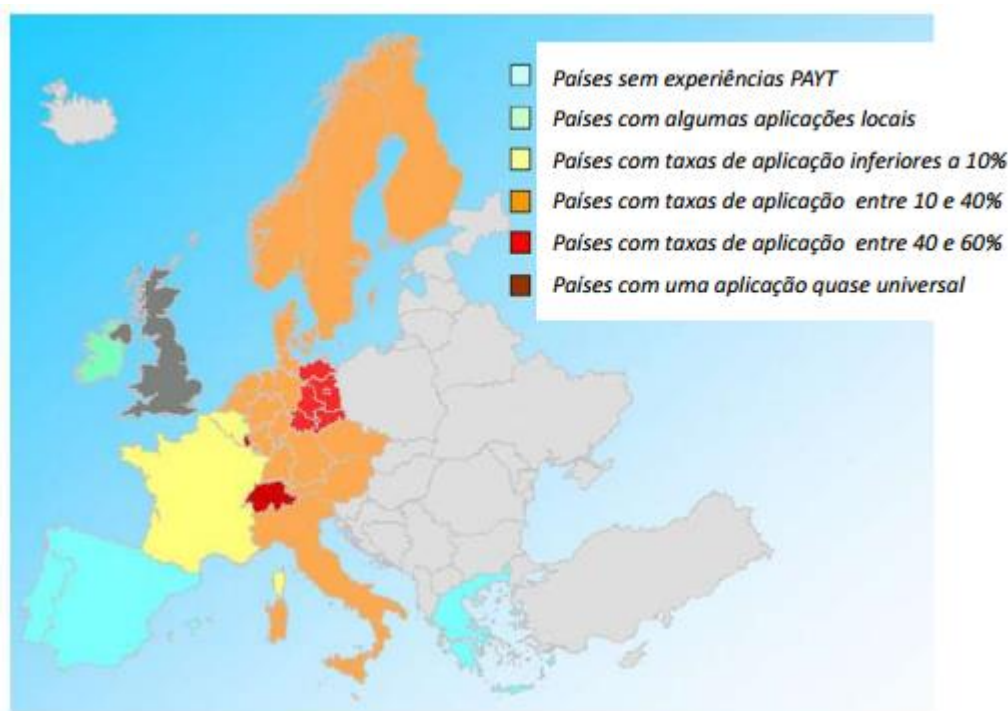 Países sem experiências PAYT
Países com algumas aplicações locais
Países com taxas de aplicação inferiores a 10%
Países com taxas de aplicação entre 10 e 40%
Países com taxas de aplicação entre 40 e 60%
Países com uma aplicação quase universal